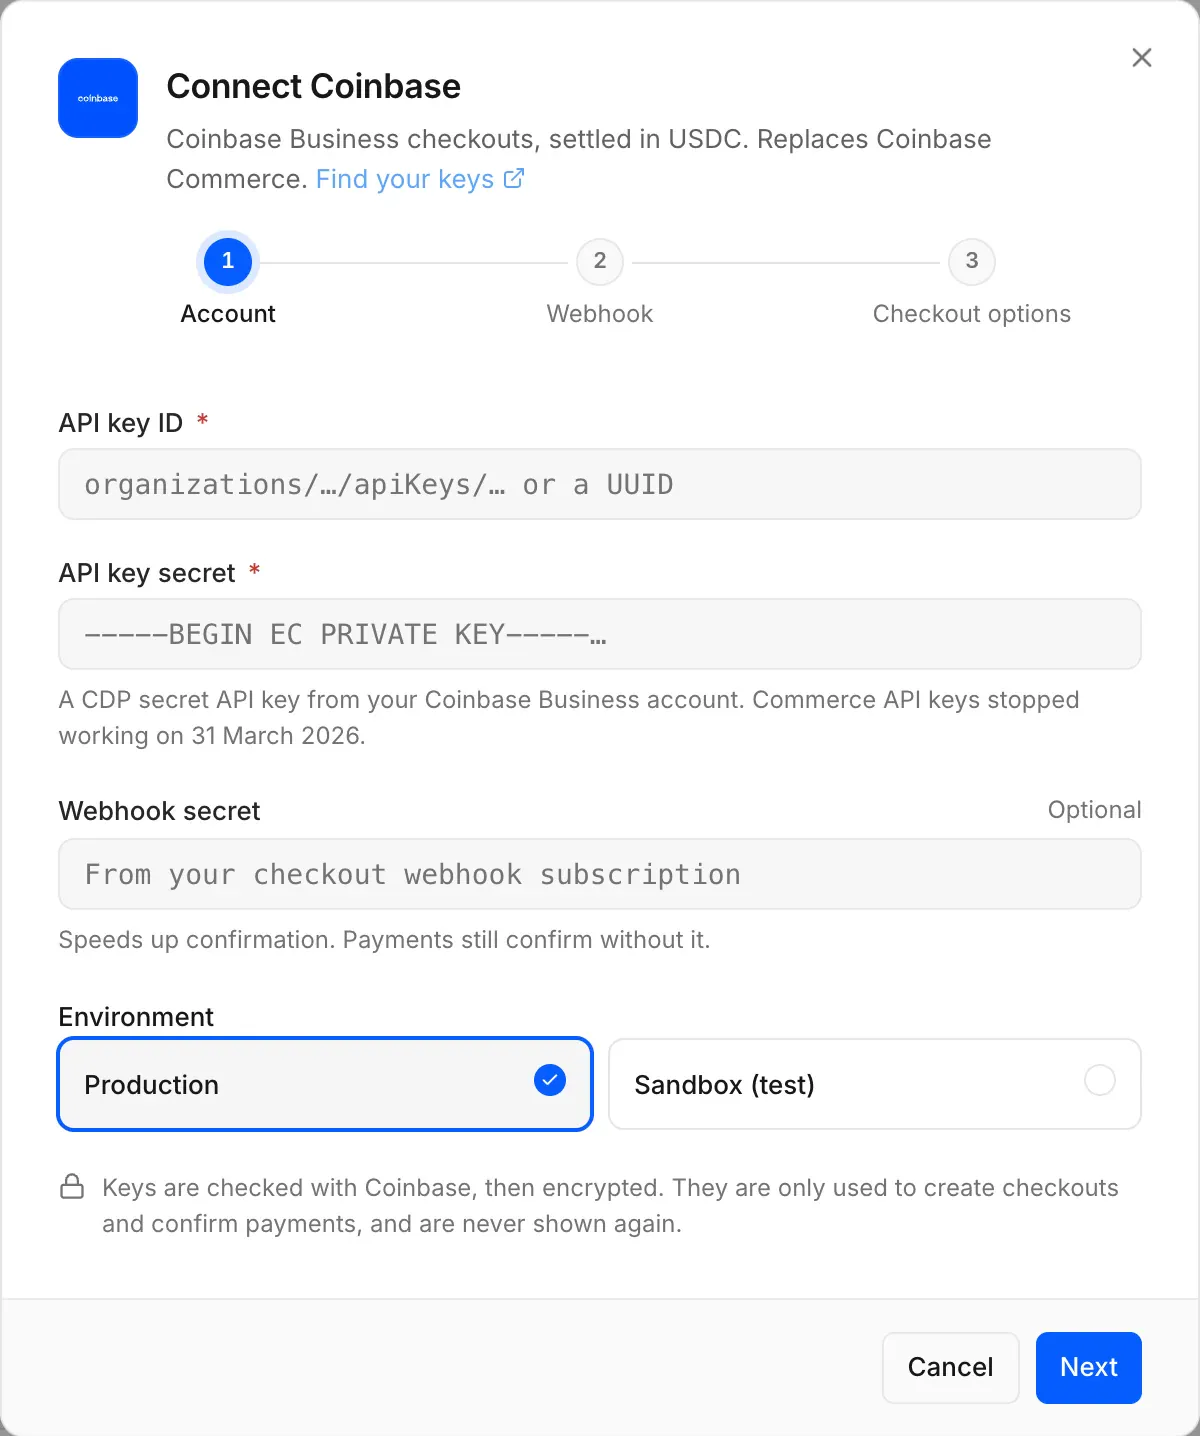 coinbase
Connect Coinbase
Coinbase Business checkouts, settled in USDC. Replaces Coinbase
Commerce. Find your keys
1
2
3
Account
Webhook
Checkout options
API key ID *
organizations/…/apiKeys/… or a UUID
API key secret *
-----BEGIN EC PRIVATE KEY-----…
A CDP secret API key from your Coinbase Business account. Commerce API keys stopped
working on 31 March 2026.
Webhook secret
Optional
From your checkout webhook subscription
Speeds up confirmation. Payments still confirm without it.
Environment
Production
Sandbox (test)
Keys are checked with Coinbase, then encrypted. They are only used to create checkouts
and confirm payments, and are never shown again.
Cancel
Next